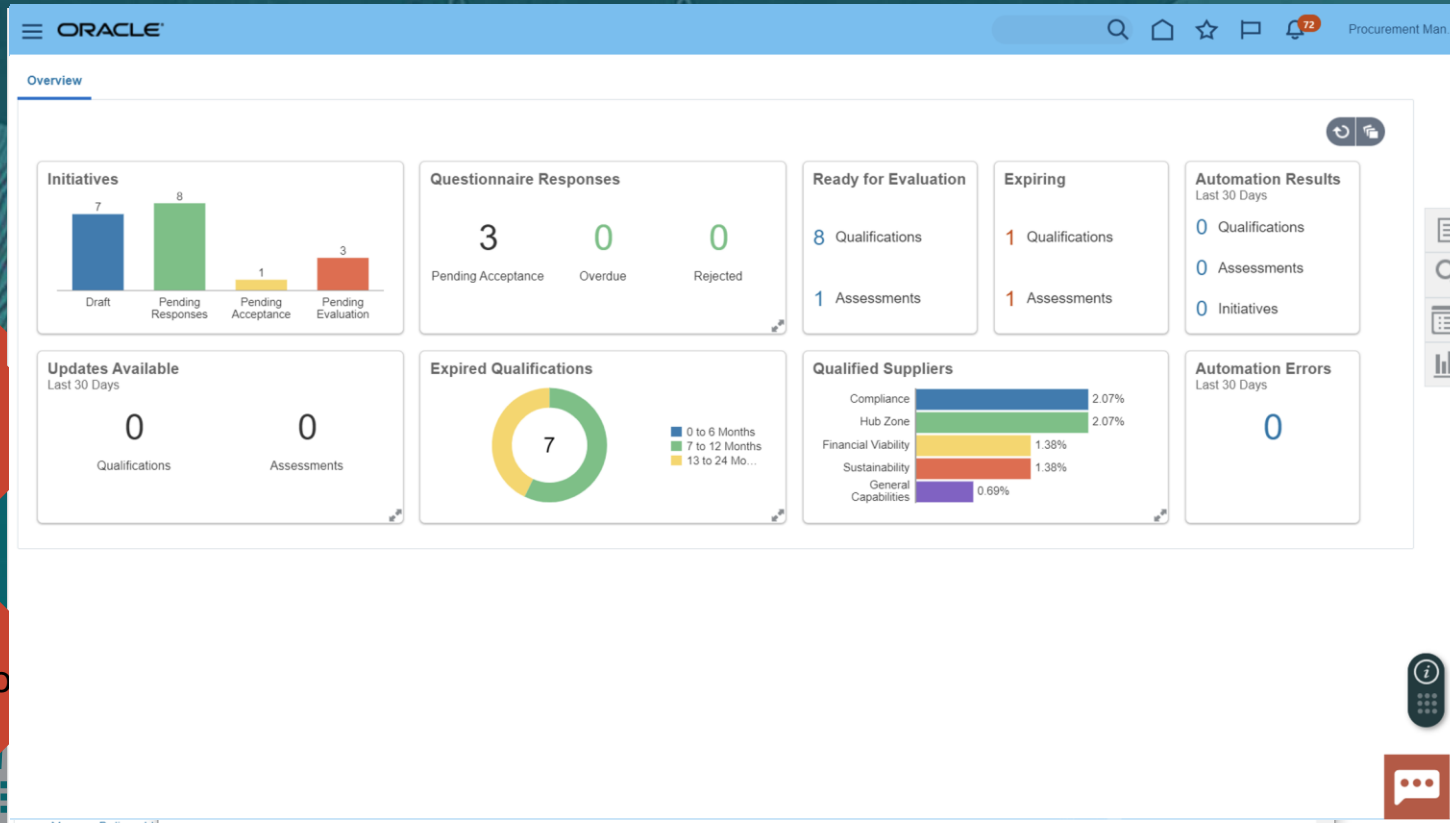 ORACLE
72
Procurement Man.
Overview
Initiatives
7
8
1
3
Draft
Pending
Responses
Pending
Acceptance
Pending
Evaluation
Questionnaire Responses
3
0
0
Pending Acceptance
Overdue
Rejected
Ready for Evaluation
8 Qualifications
1 Assessments
Expiring
1 Qualifications
1 Assessments
Automation Results
Last 30 Days
0 Qualifications
0 Assessments
0 Initiatives
Updates Available
Last 30 Days
0
0
Qualifications
Assessments
Expired Qualifications
7
0 to 6 Months
7 to 12 Months
13 to 24 Mo...
Qualified Suppliers
Compliance 2.07%
Hub Zone 2.07%
Financial Viability 1.38%
Sustainability 1.38%
General
Capabilities 0.69%
Automation Errors
Last 30 Days
0
i